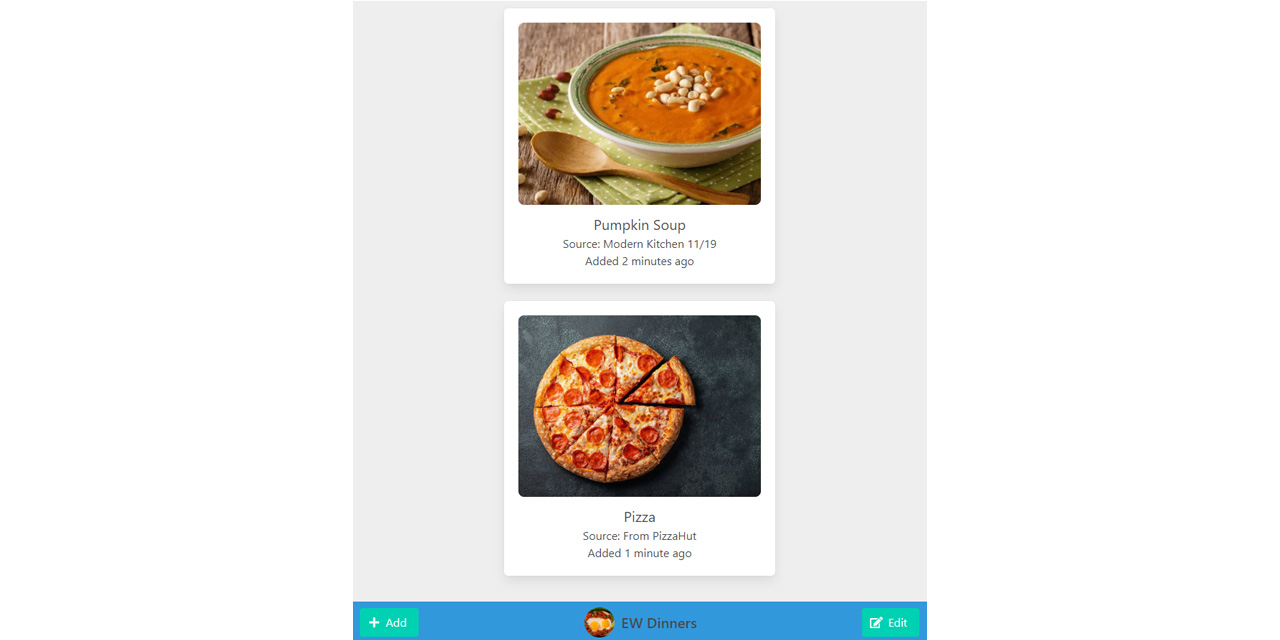 Pumpkin Soup
Source: Modern Kitchen 11/19
Added 2 minutes ago
Pizza
Source: From PizzaHut
Added 1 minute ago
Add
EW Dinners
Edit